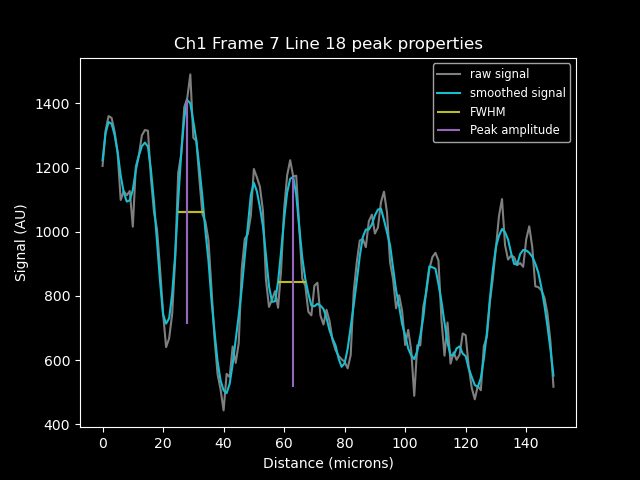 Ch1 Frame 7 Line 18 peak properties
raw signal
smoothed signal
FWHM
Peak amplitude
Signal (AU)
1400
1200
1000
800
600
400
0 20 40 60 80 100 120 140
Distance (microns)